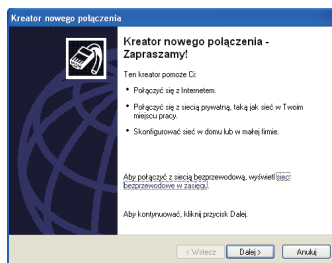 Kreator nowego połączenia
Kreator nowego połączenia -
Zapraszamy!
Ten kreator pomoże Ci:
• Połączyć się z Internetem.
• Połączyć się z siecią prywatną, taką jak sieć w Twoim
miejscu pracy.
• Skonfigurować sieć w domu lub w małej firmie.
Aby połączyć z siecią bezprzewodową, wyświetl sieci
bezprzewodowe w zasięgu.
Aby kontynuować, kliknij przycisk Dalej.
< Wstecz
Dalej >
Anuluj